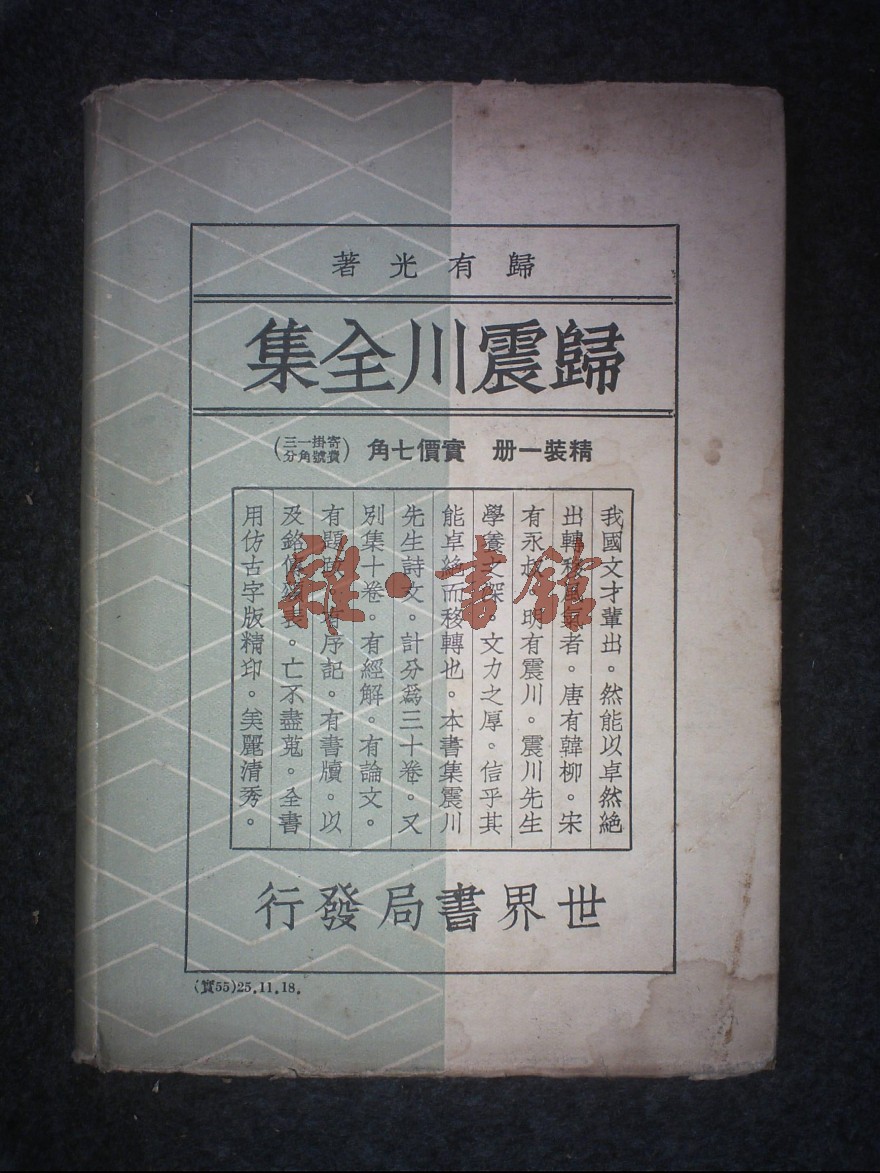 歸有光著
歸震川全集
精裝一册 實價七角(寄費掛號一角三分)
我國文才輩出。然能以卓然絕
出轉移風氣者。唐有韓柳。宋
有永叔。明有震川。震川先生
學養之深。文力之厚。信乎其
能卓絕而移轉也。本書集震川
先生詩文。計分爲三十卷。又
別集十卷。有經解。有論文。
有題跋。有序記。有書牘。以
及銘表。亡不盡蒐。全書
用仿古字版精印。美麗清秀。
世界書局發行
(實55)25.11.18.
雜·書館